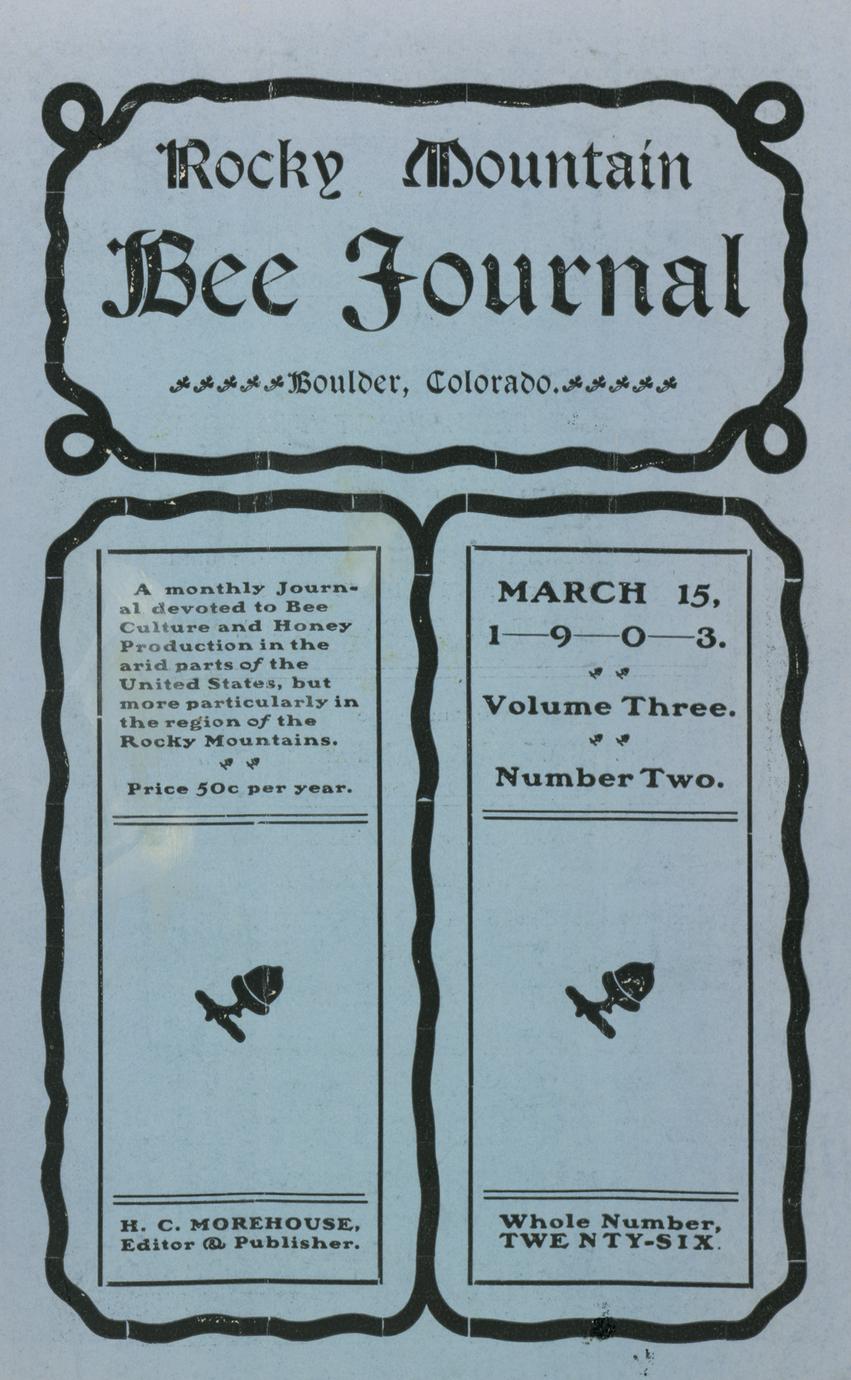 Rocky Mountain
Bee Journal
Boulder, Colorado.
A monthly Journ-
al devoted to Bee
Culture and Honey
Production in the
arid parts of the
United States, but
more particularly in
the region of the
Rocky Mountains.
Price 50c per year.
H. C. MOREHOUSE,
Editor & Publisher.
MARCH 15,
1—9—0—3.
Volume Three.
Number Two.
Whole Number,
TWENTY-SIX.